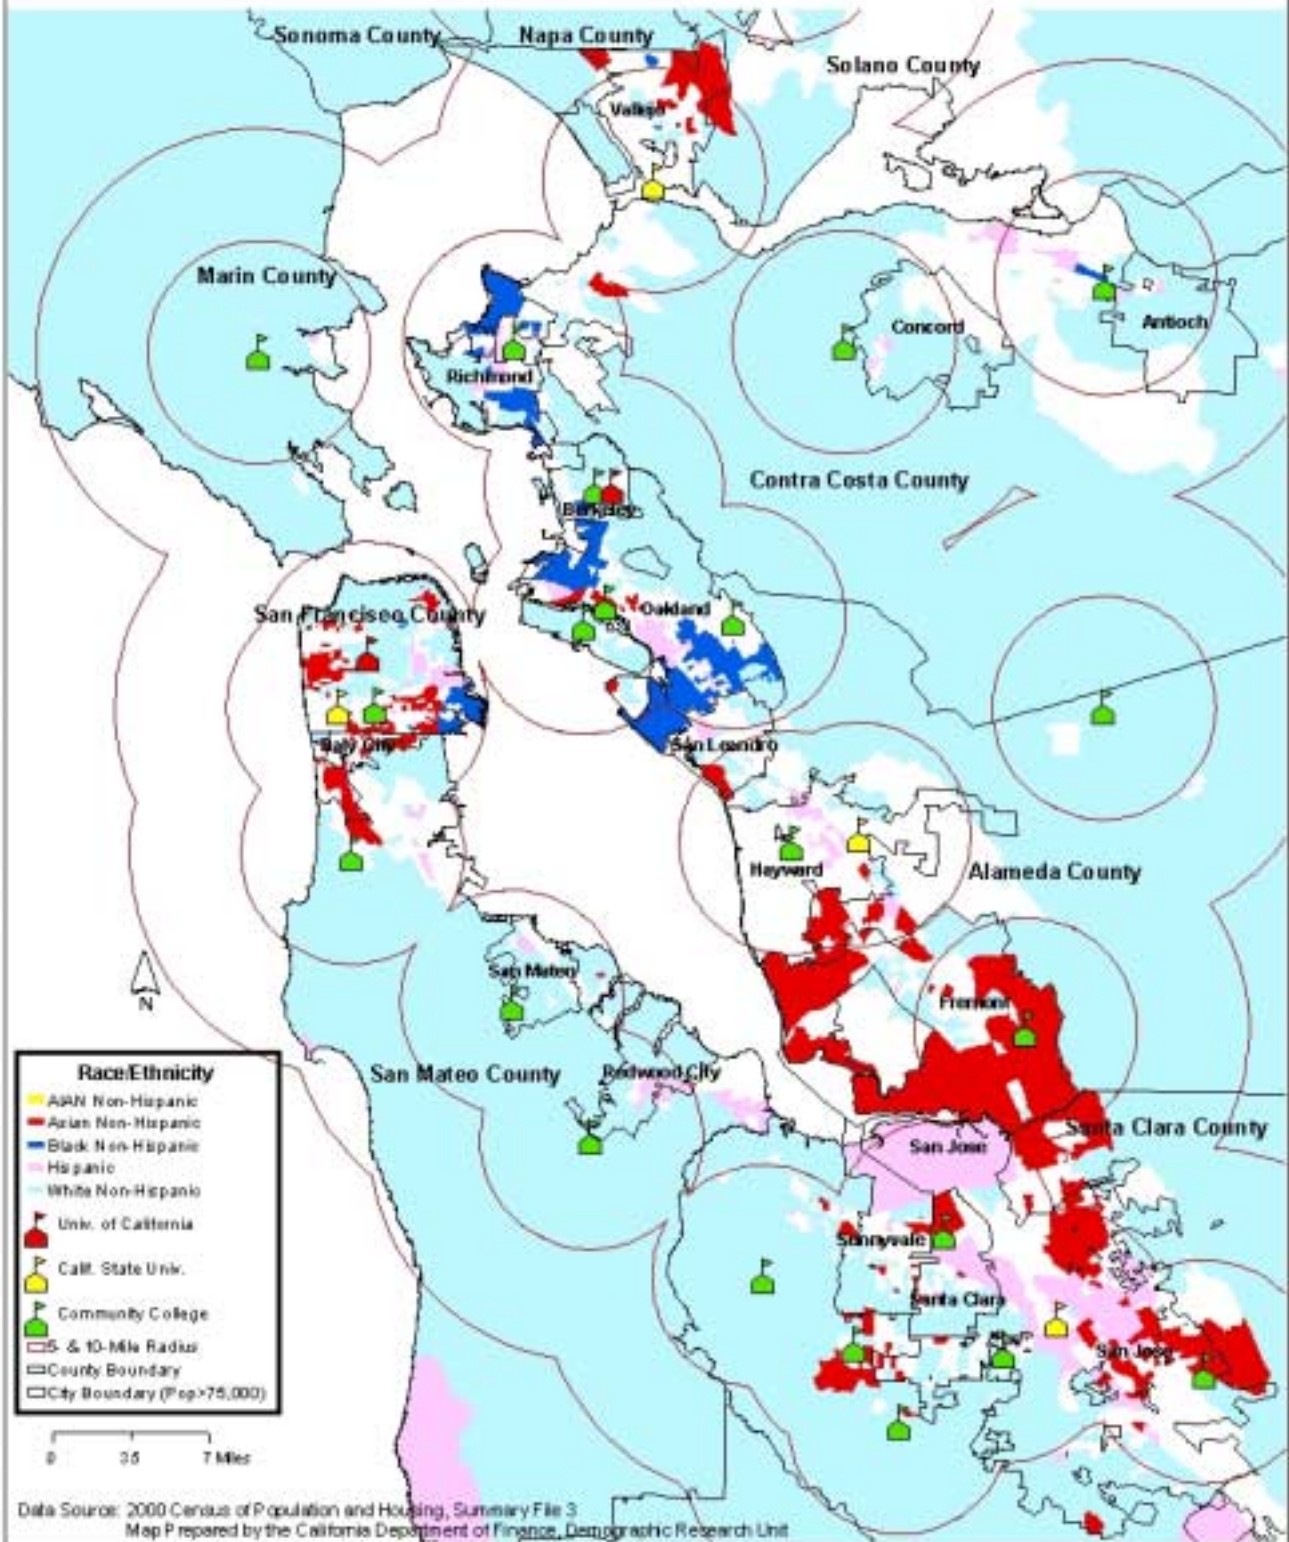 Sonoma County
Napa County
Solano County
Vallejo
Marin County
Concord
Antioch
Richmond
Contra Costa County
Berkeley
San Francisco County
Oakland
Daly City
San Leandro
Hayward
Alameda County
San Mateo
Fremont
N
San Mateo County
Redwood City
Santa Clara County
San Jose
Sunnyvale
Santa Clara
San Jose
Race/Ethnicity
AIAN Non-Hispanic
Asian Non-Hispanic
Black Non-Hispanic
Hispanic
White Non-Hispanic
Univ. of California
Calif. State Univ.
Community College
5- & 10-Mile Radius
County Boundary
City Boundary (Pop>75,000)
0 3.5 7 Miles
Data Source: 2000 Census of Population and Housing, Summary File 3
Map Prepared by the California Department of Finance, Demographic Research Unit